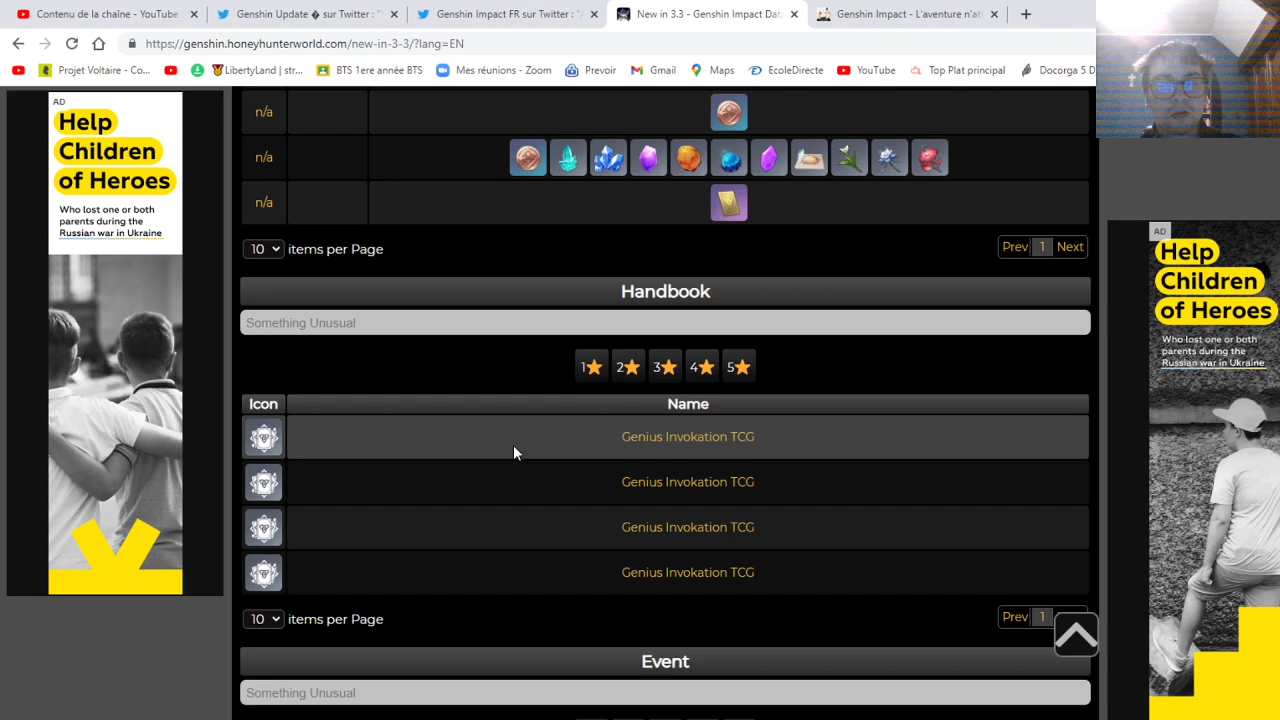 Contenu de la chaîne - YouTube
Genshin Update � sur Twitter : "
Genshin Impact FR sur Twitter : "
New in 3.3 - Genshin Impact Dat
Genshin Impact - L'aventure n'at
https://genshin.honeyhunterworld.com/new-in-3-3/?lang=EN
Projet Voltaire - Co...
LibertyLand | str...
BTS 1ere année BTS
Mes réunions - Zoom
Prevoir
Gmail
Maps
EcoleDirecte
YouTube
Top Plat principal
Docorga 5 D
AD
Help
Children
of Heroes
Who lost one or both
parents during the
Russian war in Ukraine
n/a
n/a
n/a
10 items per Page
Prev 1 Next
Handbook
Something Unusual
1 2 3 4 5
Icon Name
Genius Invokation TCG
Genius Invokation TCG
Genius Invokation TCG
Genius Invokation TCG
10 items per Page
Prev 1
Event
Something Unusual
AD
Help
Children
of Heroes
Who lost one or both
parents during the
Russian war in Ukraine